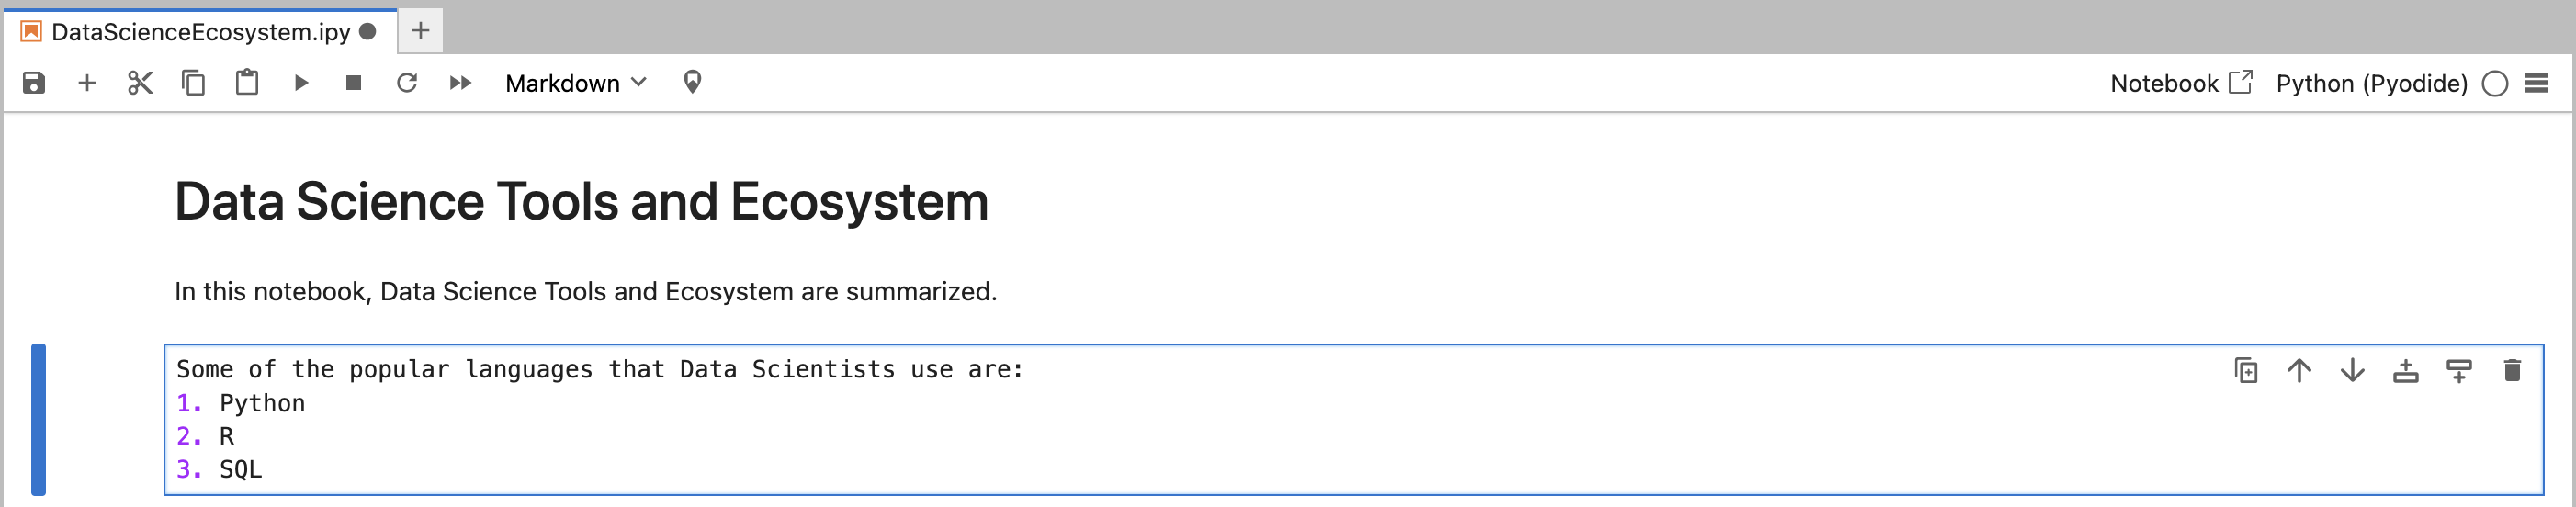 DataScienceEcosystem.ipy
Markdown
Notebook
Python (Pyodide)
Data Science Tools and Ecosystem
In this notebook, Data Science Tools and Ecosystem are summarized.
Some of the popular languages that Data Scientists use are:
1. Python
2. R
3. SQL